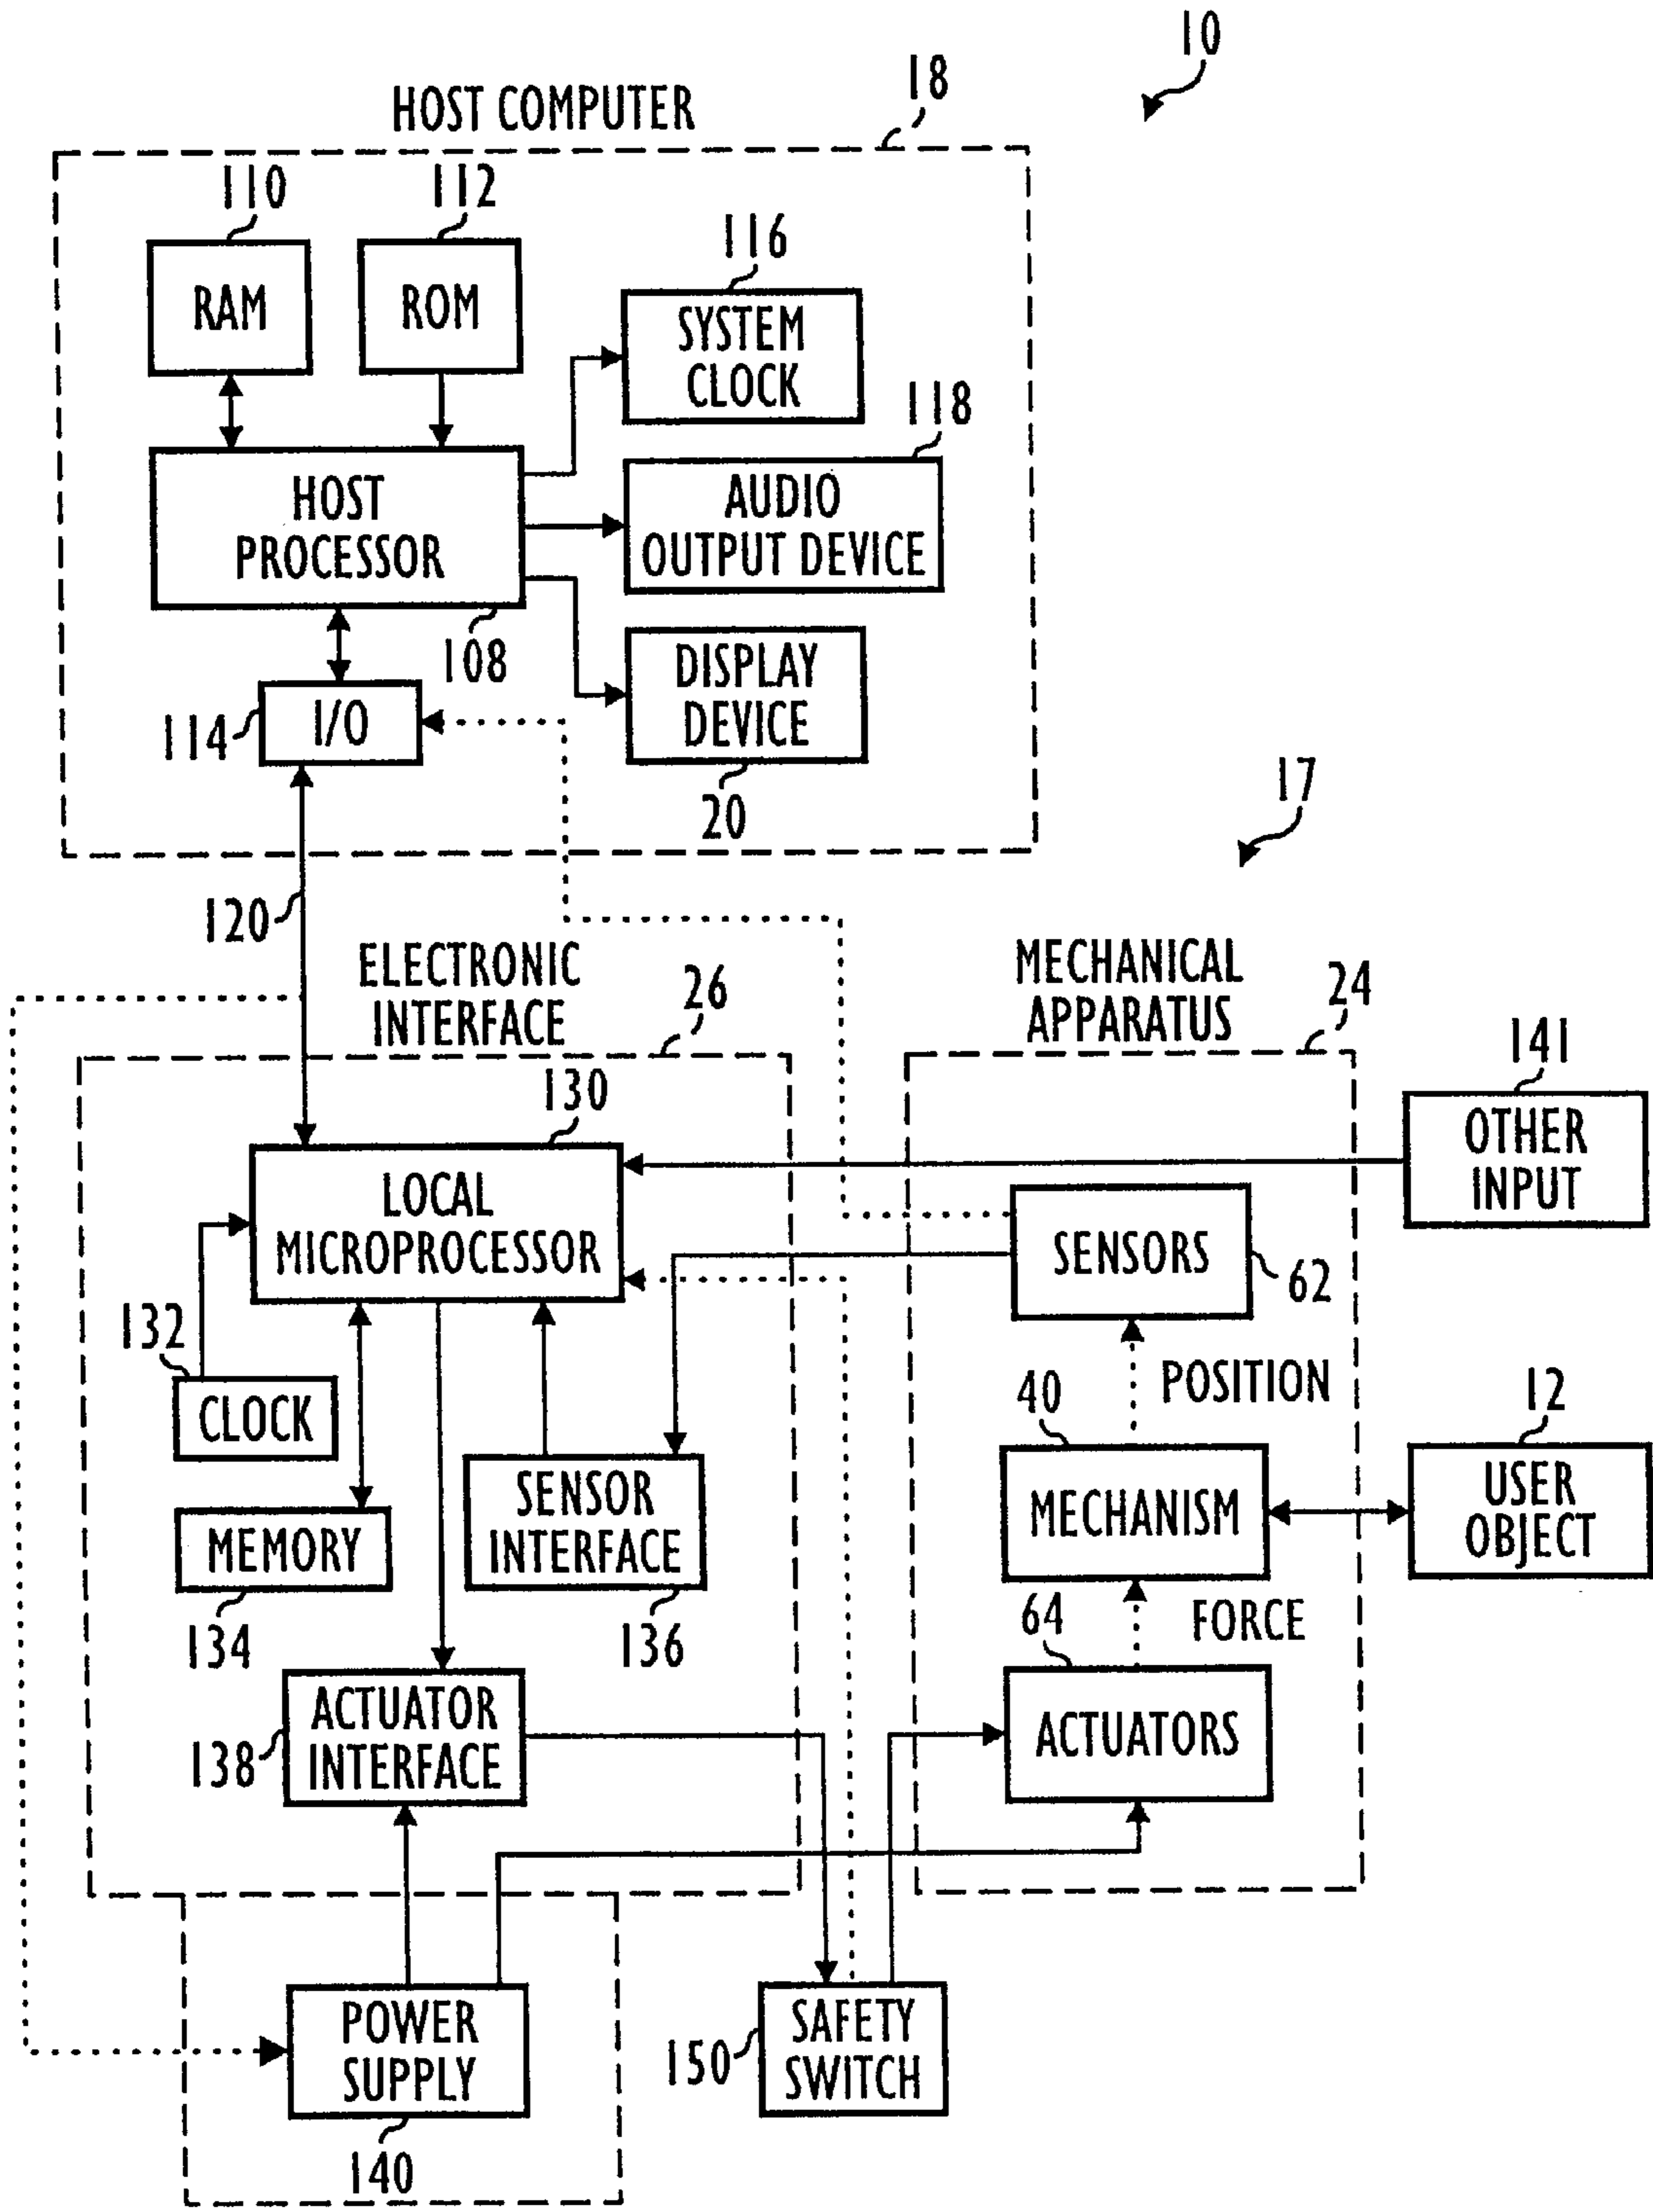 10
18
HOST COMPUTER
110
112
116
RAM
ROM
SYSTEM
CLOCK
118
HOST
PROCESSOR
AUDIO
OUTPUT DEVICE
108
DISPLAY
DEVICE
114
I/O
20
17
120
ELECTRONIC
INTERFACE
26
MECHANICAL
APPARATUS
24
141
130
OTHER
INPUT
LOCAL
MICROPROCESSOR
SENSORS
62
132
CLOCK
POSITION
40
12
SENSOR
INTERFACE
MECHANISM
USER
OBJECT
MEMORY
134
136
64
FORCE
ACTUATOR
INTERFACE
138
ACTUATORS
POWER
SUPPLY
150
SAFETY
SWITCH
140